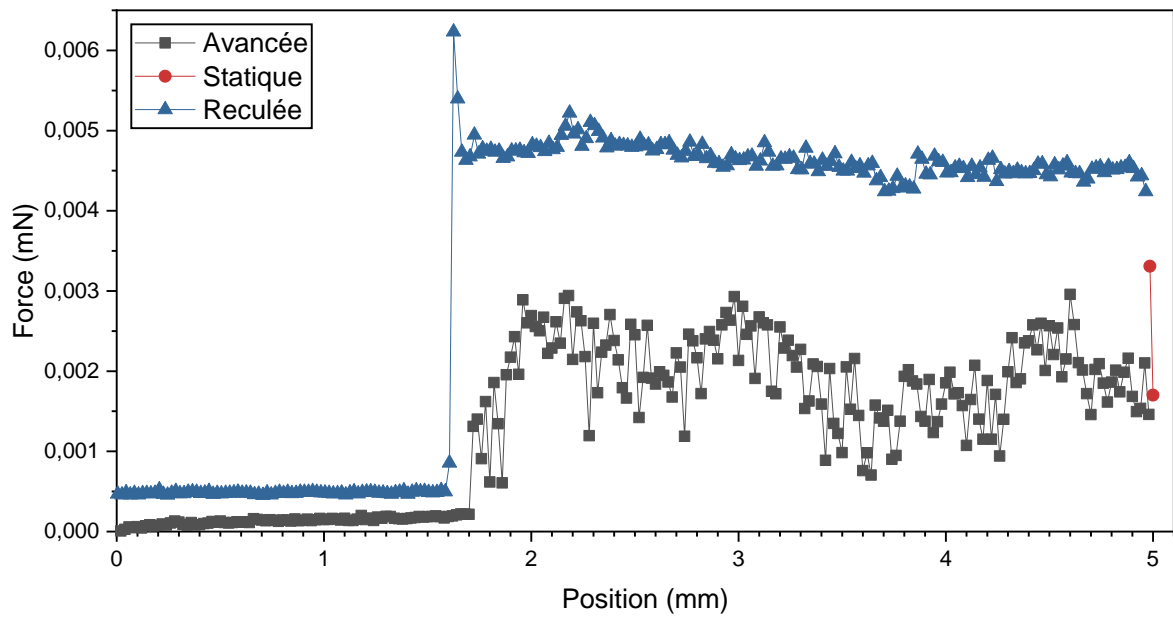 Avancée
Statique
Reculée
Force (mN)
0,006
0,005
0,004
0,003
0,002
0,001
0,000
0 1 2 3 4 5
Position (mm)